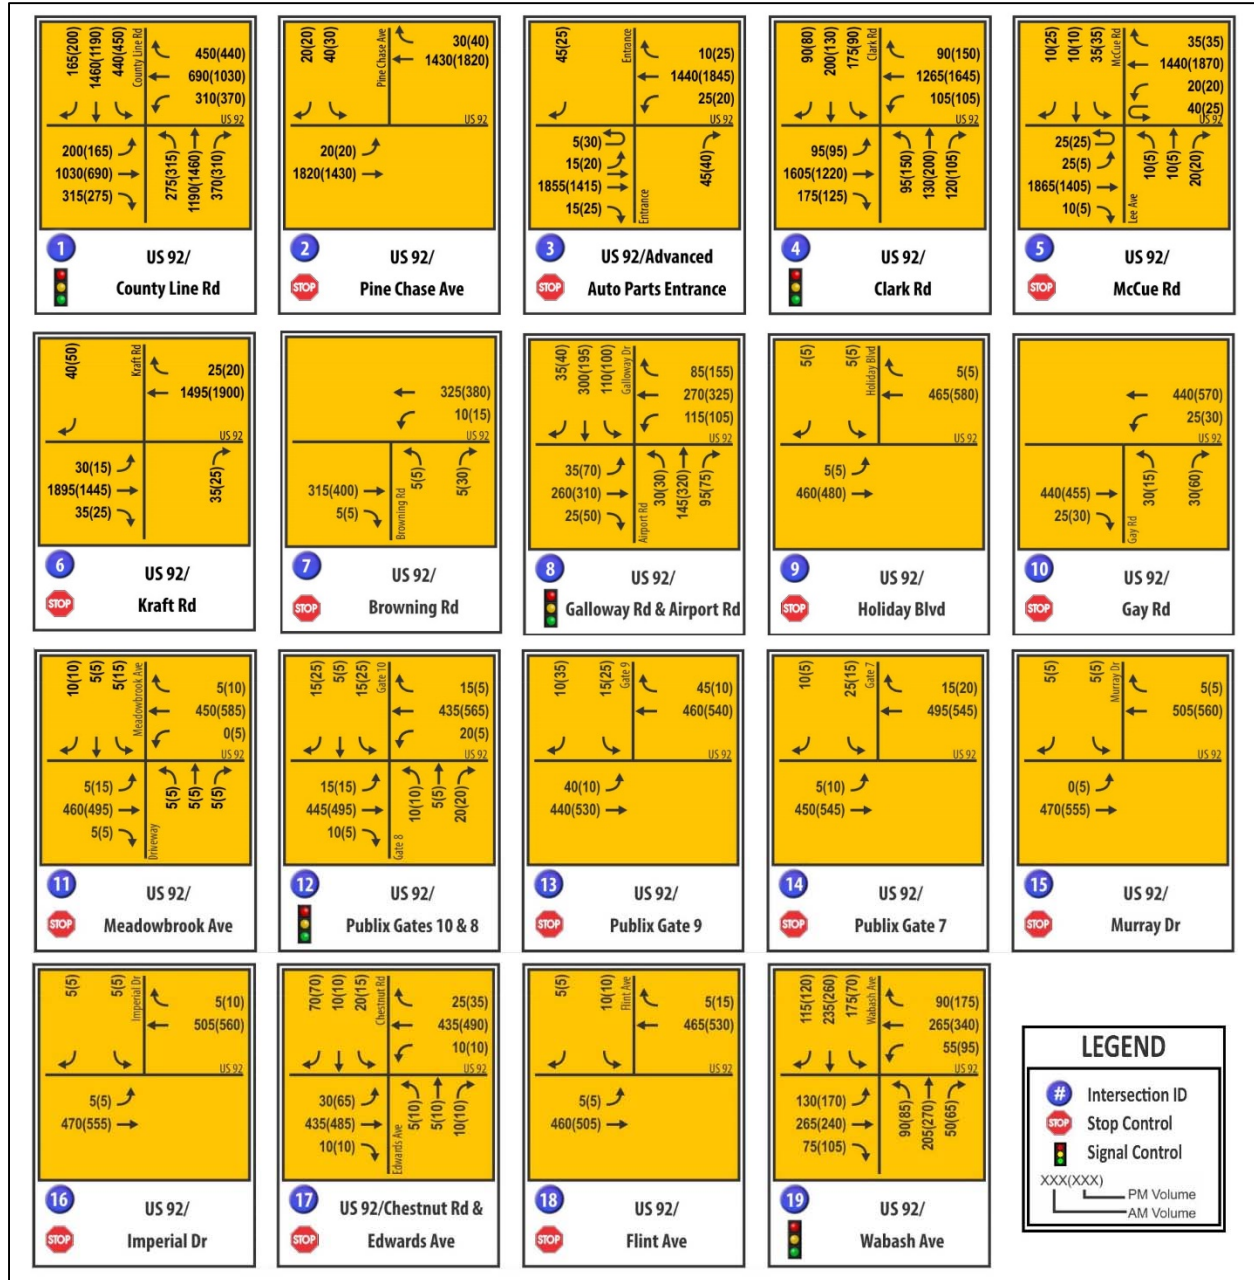 165(200)
1460(1190)
440(450)
County Line Rd
450(440)
690(1030)
310(370)
US 92
200(165)
1030(690)
315(275)
275(315)
1190(1460)
370(310)
1
US 92/
County Line Rd
20(20)
40(30)
Pine Chase Ave
30(40)
1430(1820)
US 92
20(20)
1820(1430)
2
STOP
US 92/
Pine Chase Ave
45(25)
Entrance
10(25)
1440(1845)
25(20)
US 92
5(30)
15(20)
1855(1415)
15(25)
Entrance
45(40)
3
STOP
US 92/Advanced
Auto Parts Entrance
90(80)
200(130)
175(90)
Clark Rd
90(150)
1265(1645)
105(105)
US 92
95(95)
1605(1220)
175(125)
95(150)
130(200)
120(105)
4
US 92/
Clark Rd
10(25)
10(10)
35(35)
McCue Rd
35(35)
1440(1870)
20(20)
40(25)
US 92
25(25)
25(5)
1865(1405)
10(5)
Lee Ave
10(5)
10(5)
20(20)
5
STOP
US 92/
McCue Rd
40(50)
Kraft Rd
25(20)
1495(1900)
US 92
30(15)
1895(1445)
35(25)
35(25)
6
STOP
US 92/
Kraft Rd
325(380)
10(15)
US 92
315(400)
5(5)
Browning Rd
5(5)
5(30)
7
STOP
US 92/
Browning Rd
35(40)
300(195)
110(100)
Galloway Dr
85(155)
270(325)
115(105)
US 92
35(70)
260(310)
25(50)
Airport Rd
30(30)
145(320)
95(75)
8
US 92/
Galloway Rd & Airport Rd
5(5)
5(5)
Holiday Blvd
5(5)
465(580)
US 92
5(5)
460(480)
9
STOP
US 92/
Holiday Blvd
440(570)
25(30)
US 92
440(455)
25(30)
Gay Rd
30(15)
30(60)
10
STOP
US 92/
Gay Rd
10(10)
5(5)
5(15)
Meadowbrook Ave
5(10)
450(585)
0(5)
US 92
5(15)
460(495)
5(5)
Driveway
5(5)
5(5)
5(5)
11
STOP
US 92/
Meadowbrook Ave
15(25)
5(5)
15(25)
Gate 10
15(5)
435(565)
20(5)
US 92
15(15)
445(495)
10(5)
Gate 8
10(10)
5(5)
20(20)
12
US 92/
Publix Gates 10 & 8
10(35)
15(25)
Gate 9
45(10)
460(540)
US 92
40(10)
440(530)
13
STOP
US 92/
Publix Gate 9
10(5)
25(15)
Gate 7
15(20)
495(545)
US 92
5(10)
450(545)
14
STOP
US 92/
Publix Gate 7
5(5)
5(5)
Murray Dr
5(5)
505(560)
US 92
0(5)
470(555)
15
STOP
US 92/
Murray Dr
5(5)
5(5)
Imperial Dr
5(10)
505(560)
US 92
5(5)
470(555)
16
STOP
US 92/
Imperial Dr
70(70)
10(10)
20(15)
Chestnut Rd
25(35)
435(490)
10(10)
US 92
30(65)
435(485)
10(10)
Edwards Ave
5(10)
5(10)
10(10)
17
STOP
US 92/Chestnut Rd &
Edwards Ave
5(5)
10(10)
Flint Ave
5(15)
465(530)
US 92
5(5)
460(505)
18
STOP
US 92/
Flint Ave
115(120)
235(260)
175(70)
Wabash Ave
90(175)
265(340)
55(95)
US 92
130(170)
265(240)
75(105)
90(85)
205(270)
50(65)
19
US 92/
Wabash Ave
LEGEND
# Intersection ID
STOP Stop Control
Signal Control
XXX(XXX)
PM Volume
AM Volume